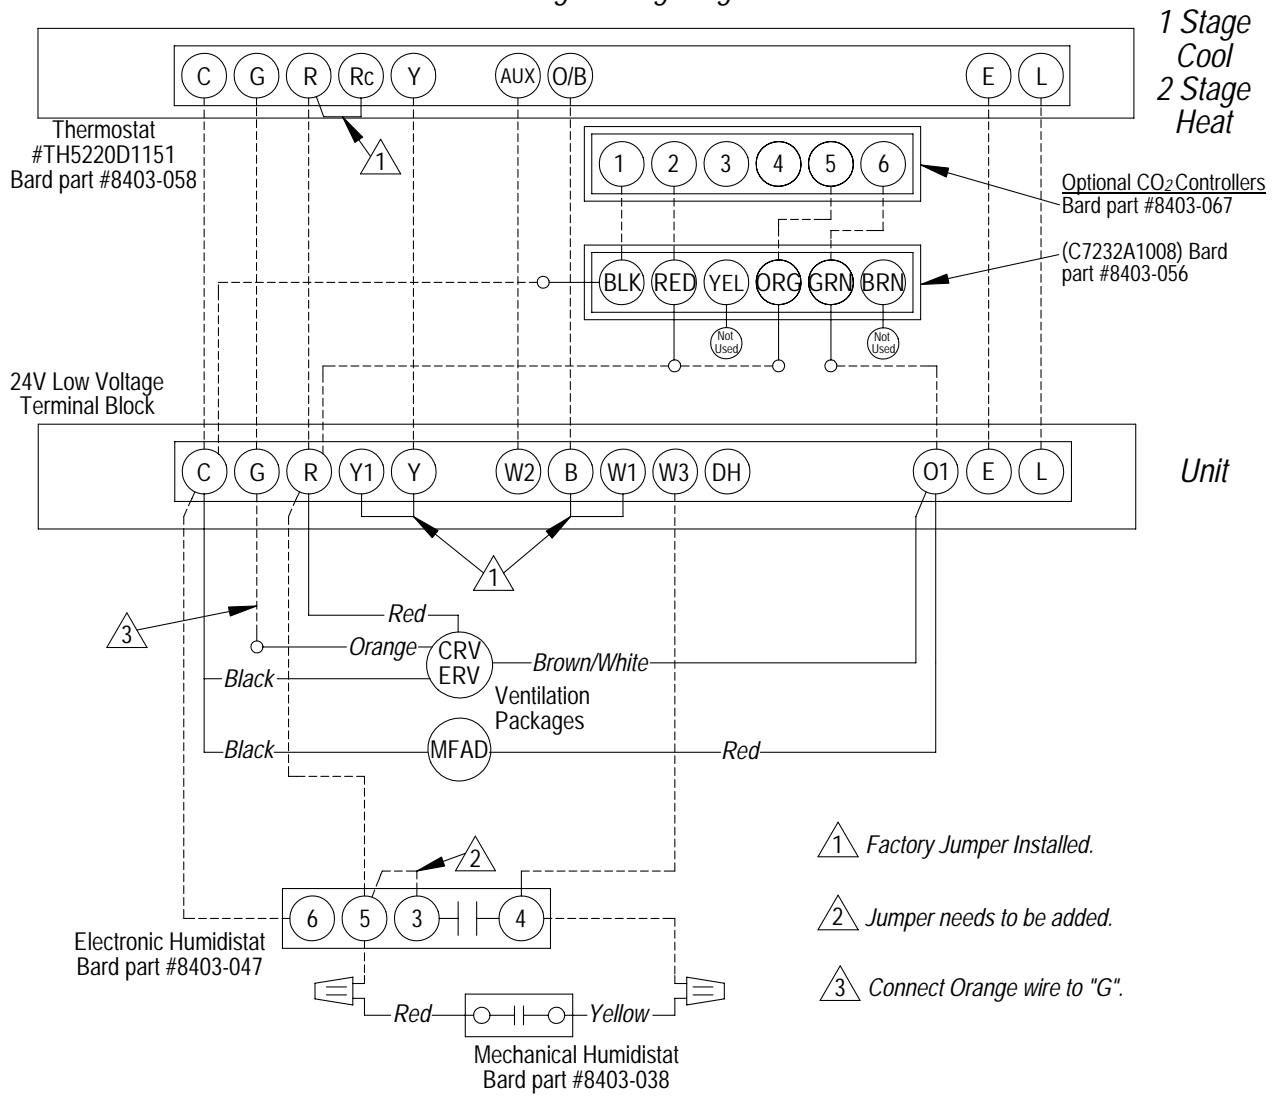 1 Stage
Cool
2 Stage
Heat
C G R Rc Y AUX O/B E L
Thermostat
#TH5220D1151
Bard part #8403-058
1
1 2 3 4 5 6
Optional CO2 Controllers
Bard part #8403-067
(C7232A1008) Bard
part #8403-056
BLK RED YEL ORG GRN BRN
Not
Used
Not
Used
24V Low Voltage
Terminal Block
C G R Y1 Y W2 B W1 W3 DH O1 E L
Unit
1
3
Red
Orange
CRV
ERV
Brown/White
Black
Ventilation
Packages
Black
MFAD
Red
2
6 5 3 4
Electronic Humidistat
Bard part #8403-047
Red
Yellow
Mechanical Humidistat
Bard part #8403-038
1 Factory Jumper Installed.
2 Jumper needs to be added.
3 Connect Orange wire to "G".